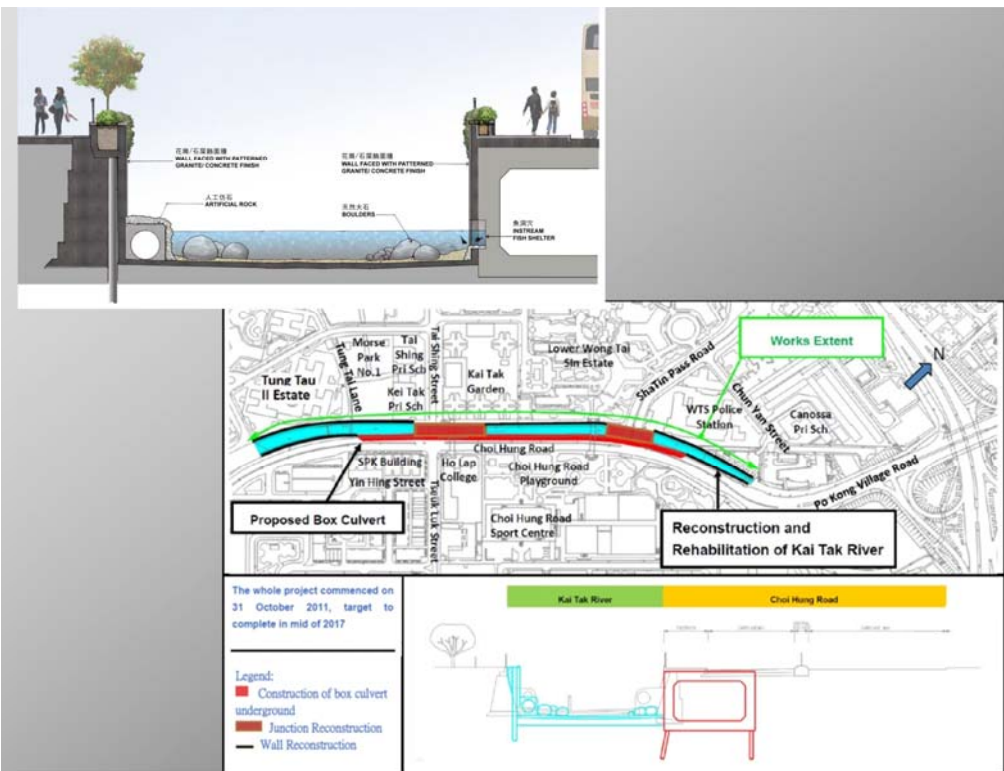 花崗/石屎飾面牆
WALL FACED WITH PATTERNED
GRANITE/ CONCRETE FINISH
花崗/石屎飾面牆
WALL FACED WITH PATTERNED
GRANITE/ CONCRETE FINISH
人工仿石
ARTIFICIAL ROCK
天然大石
BOULDERS
魚洞穴
INSTREAM
FISH SHELTER
Works Extent
N
Tung Tau
II Estate
Tung Tai Lane
Morse
Park
No.1
Tai
Shing
Pri Sch
Kei Tak
Pri Sch
Tai Shing Street
Kai Tak
Garden
Lower Wong Tai
Sin Estate
ShaTin Pass Road
WTS Police
Station
Chun Yan Street
Canossa
Pri Sch
Choi Hung Road
SPK Building
Yin Hing Street
Ho Lap
College
Tseuk Luk Street
Choi Hung Road
Playground
Choi Hung Road
Sport Centre
Po Kong Village Road
Proposed Box Culvert
Reconstruction and
Rehabilitation of Kai Tak River
The whole project commenced on
31 October 2011, target to
complete in mid of 2017
Legend:
Construction of box culvert
underground
Junction Reconstruction
Wall Reconstruction
Kai Tak River
Choi Hung Road